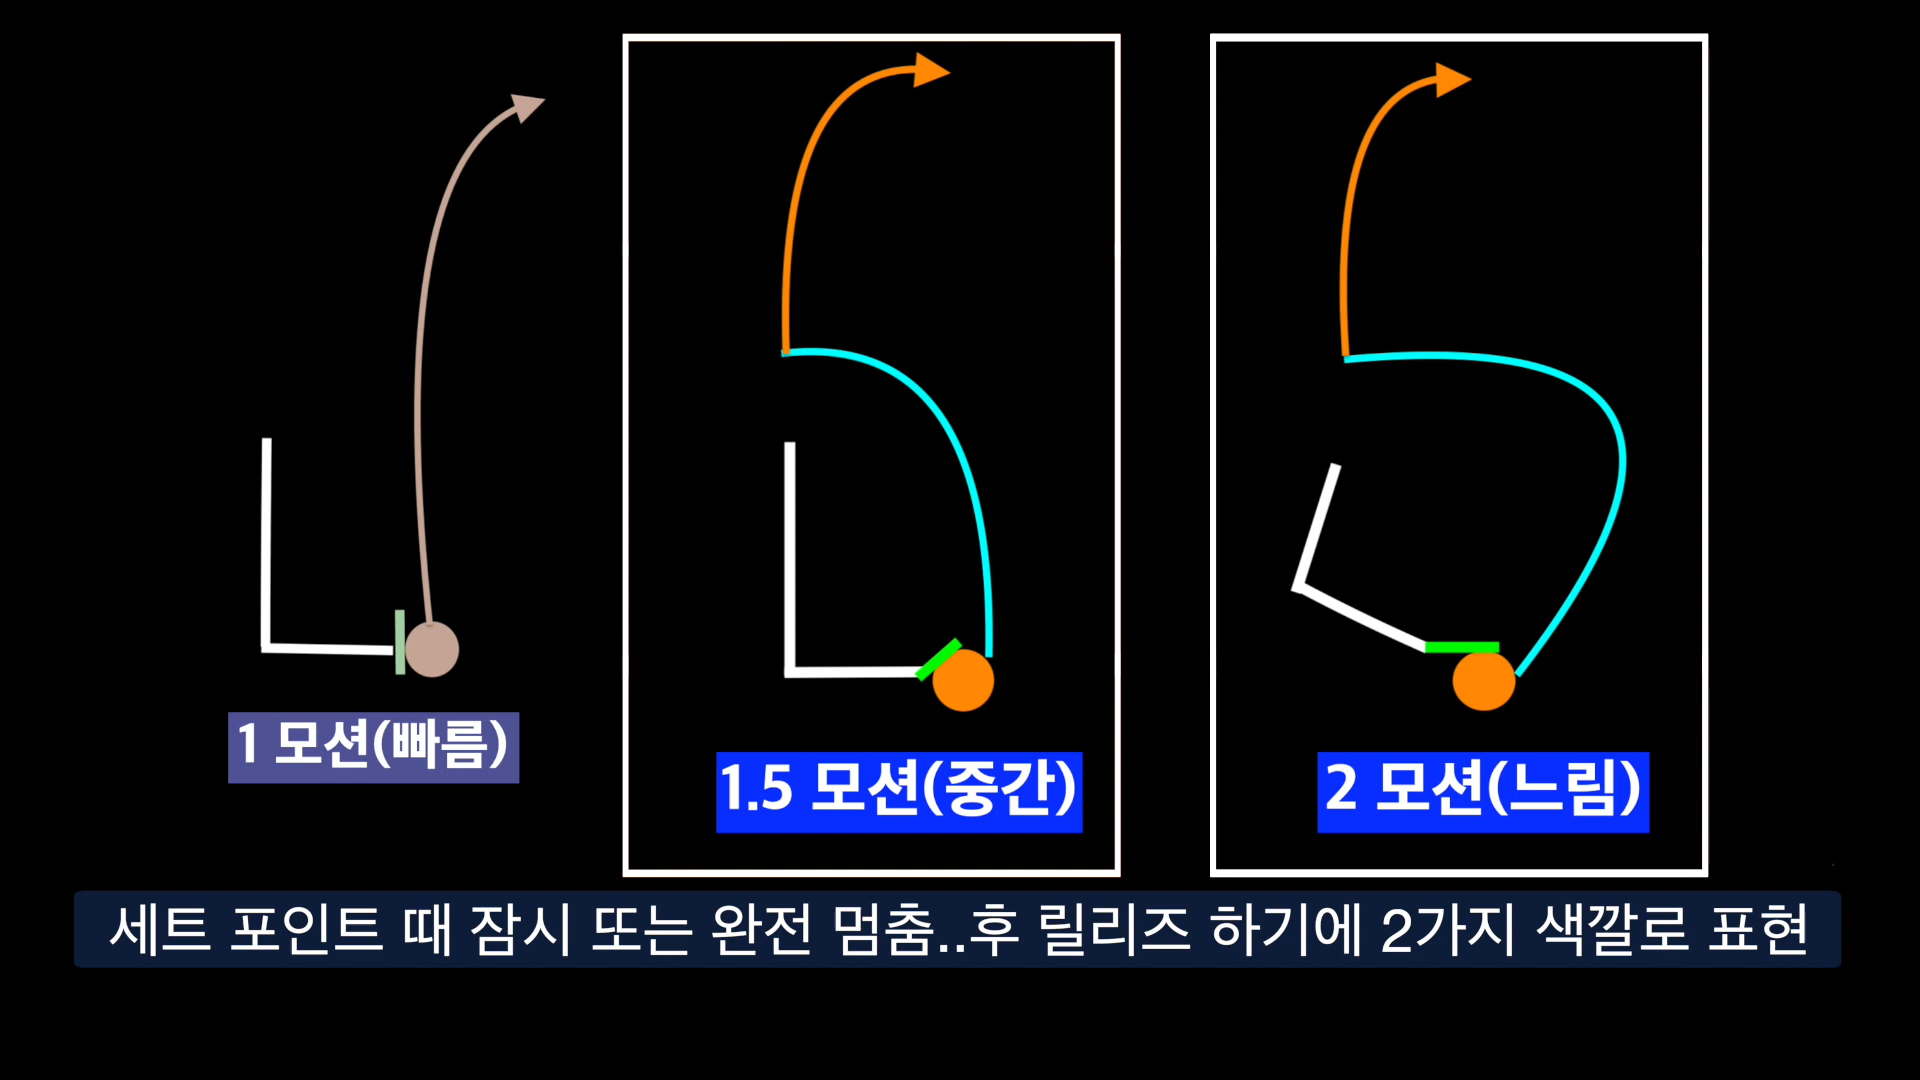 1 모션(빠름)
1.5 모션(중간)
2 모션(느림)
세트 포인트 때 잠시 또는 완전 멈춤..후 릴리즈 하기에 2가지 색깔로 표현